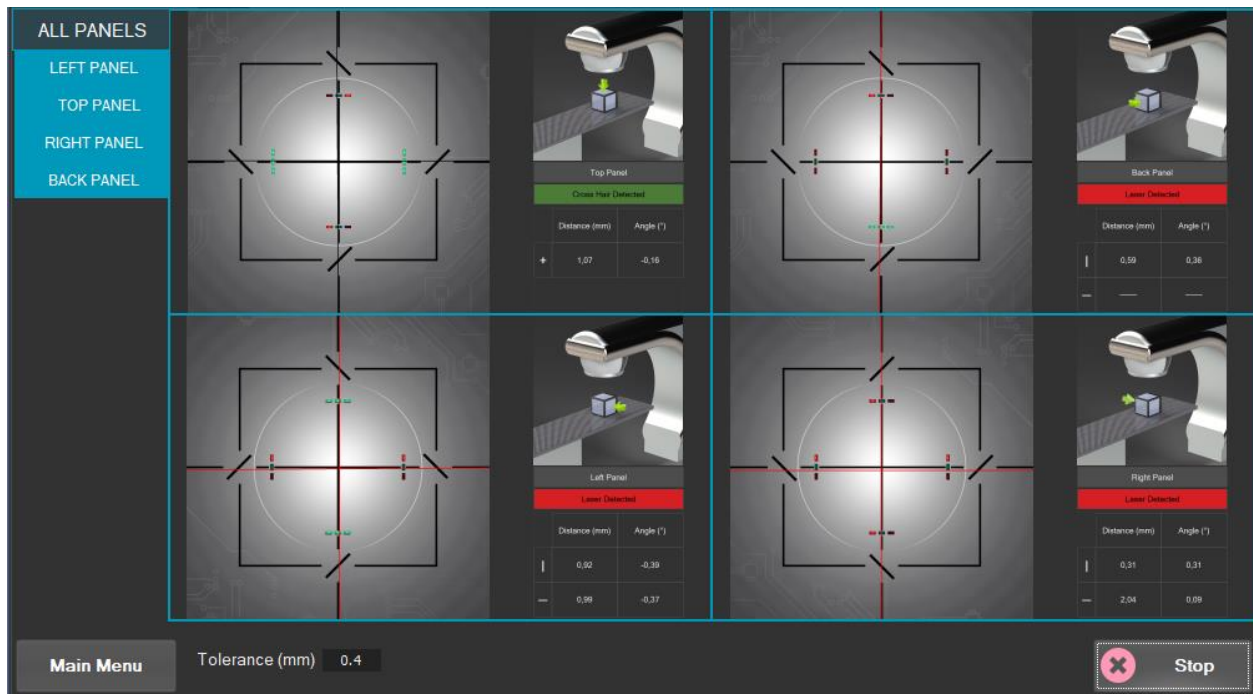 ALL PANELS
LEFT PANEL
TOP PANEL
RIGHT PANEL
BACK PANEL
Top Panel
Cross Hair Detected
Distance (mm) Angle (°)
+ 1,07 -0,16
Back Panel
Laser Detected
Distance (mm) Angle (°)
| 0,59 0,36
— — —
Left Panel
Laser Detected
Distance (mm) Angle (°)
| 0,92 -0,39
— 0,99 -0,37
Right Panel
Laser Detected
Distance (mm) Angle (°)
| 0,31 0,31
— 2,04 0,09
Main Menu
Tolerance (mm) 0.4
Stop